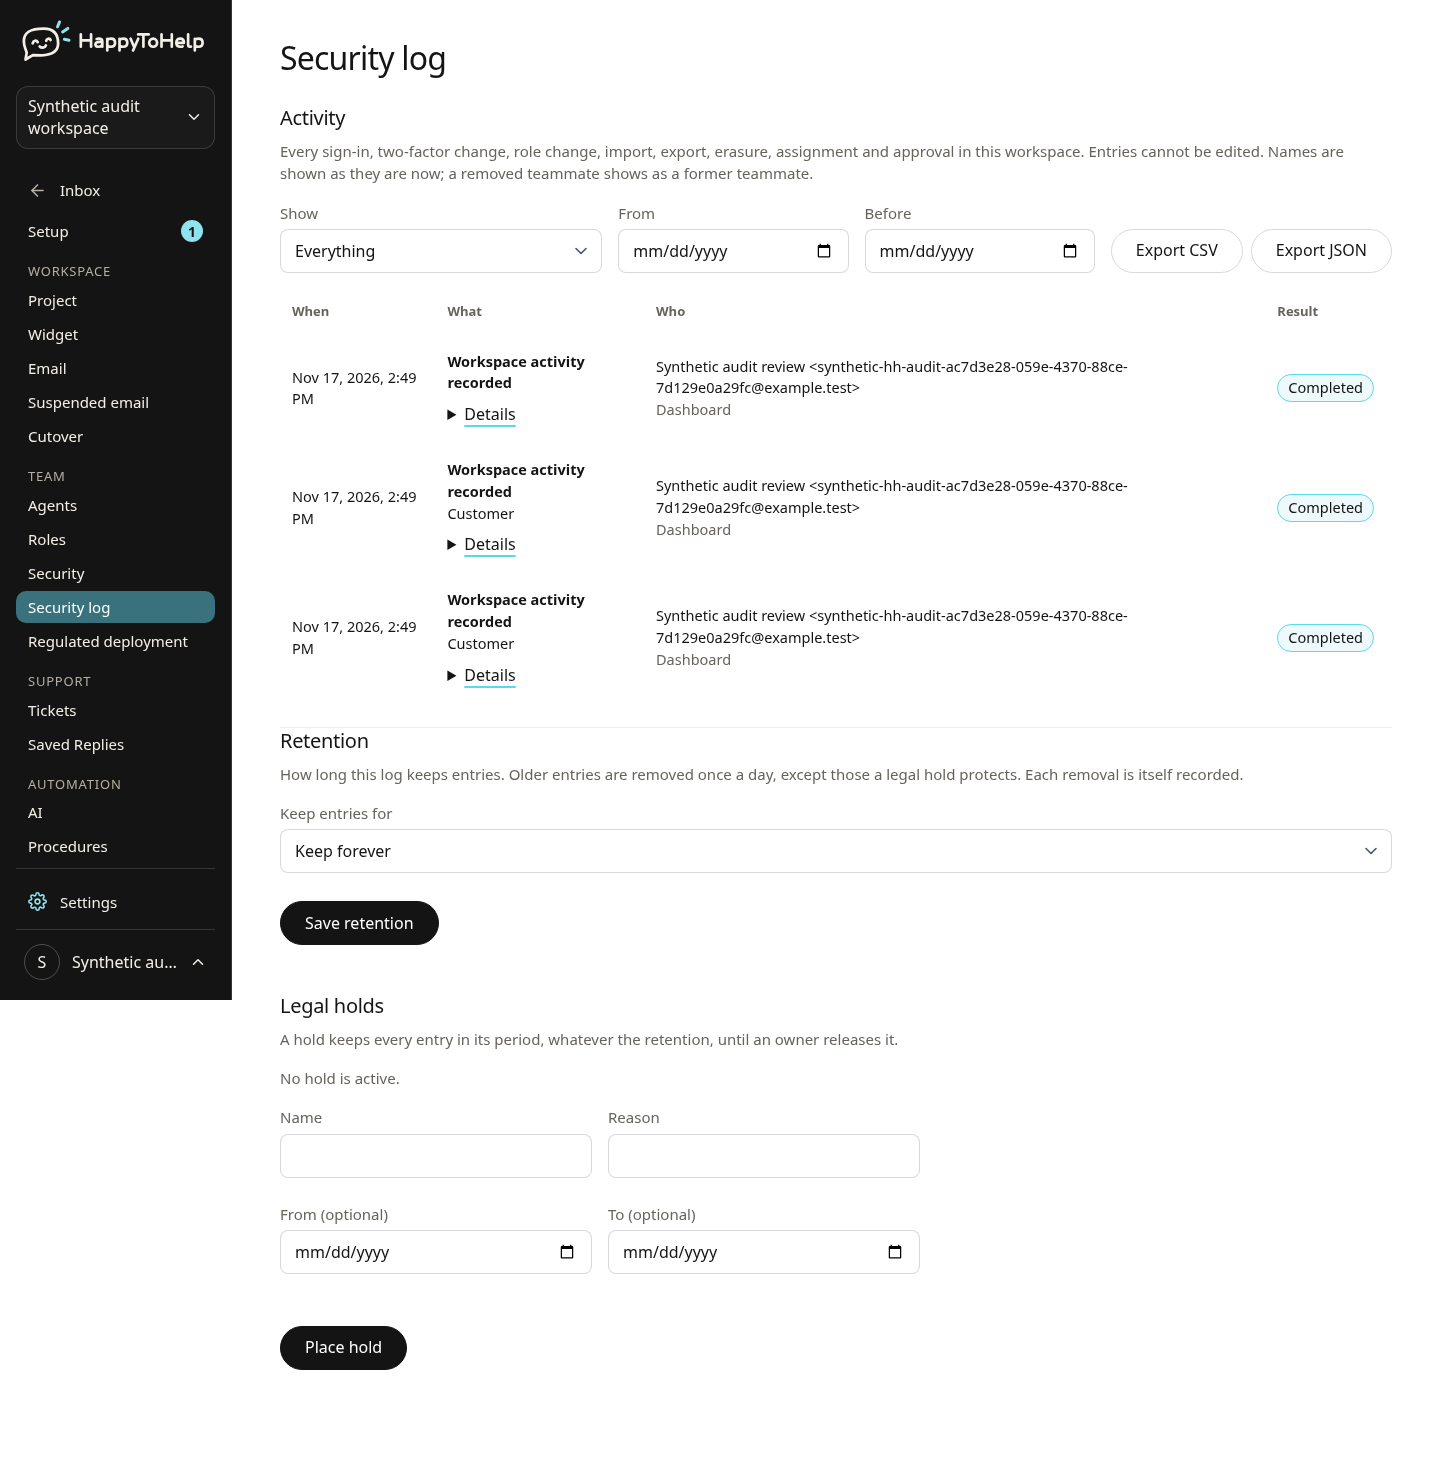 HappyToHelp
Synthetic audit
workspace
Inbox
Setup
1
WORKSPACE
Project
Widget
Email
Suspended email
Cutover
TEAM
Agents
Roles
Security
Security log
Regulated deployment
SUPPORT
Tickets
Saved Replies
AUTOMATION
AI
Procedures
Settings
S
Synthetic au...
Security log
Activity
Every sign-in, two-factor change, role change, import, export, erasure, assignment and approval in this workspace. Entries cannot be edited. Names are
shown as they are now; a removed teammate shows as a former teammate.
Show
From
Before
Everything
mm/dd/yyyy
mm/dd/yyyy
Export CSV
Export JSON
When
What
Who
Result
Nov 17, 2026, 2:49
PM
Workspace activity
recorded
Details
Synthetic audit review <synthetic-hh-audit-ac7d3e28-059e-4370-88ce-
7d129e0a29fc@example.test>
Dashboard
Completed
Nov 17, 2026, 2:49
PM
Workspace activity
recorded
Customer
Details
Synthetic audit review <synthetic-hh-audit-ac7d3e28-059e-4370-88ce-
7d129e0a29fc@example.test>
Dashboard
Completed
Nov 17, 2026, 2:49
PM
Workspace activity
recorded
Customer
Details
Synthetic audit review <synthetic-hh-audit-ac7d3e28-059e-4370-88ce-
7d129e0a29fc@example.test>
Dashboard
Completed
Retention
How long this log keeps entries. Older entries are removed once a day, except those a legal hold protects. Each removal is itself recorded.
Keep entries for
Keep forever
Save retention
Legal holds
A hold keeps every entry in its period, whatever the retention, until an owner releases it.
No hold is active.
Name
Reason
From (optional)
To (optional)
mm/dd/yyyy
mm/dd/yyyy
Place hold